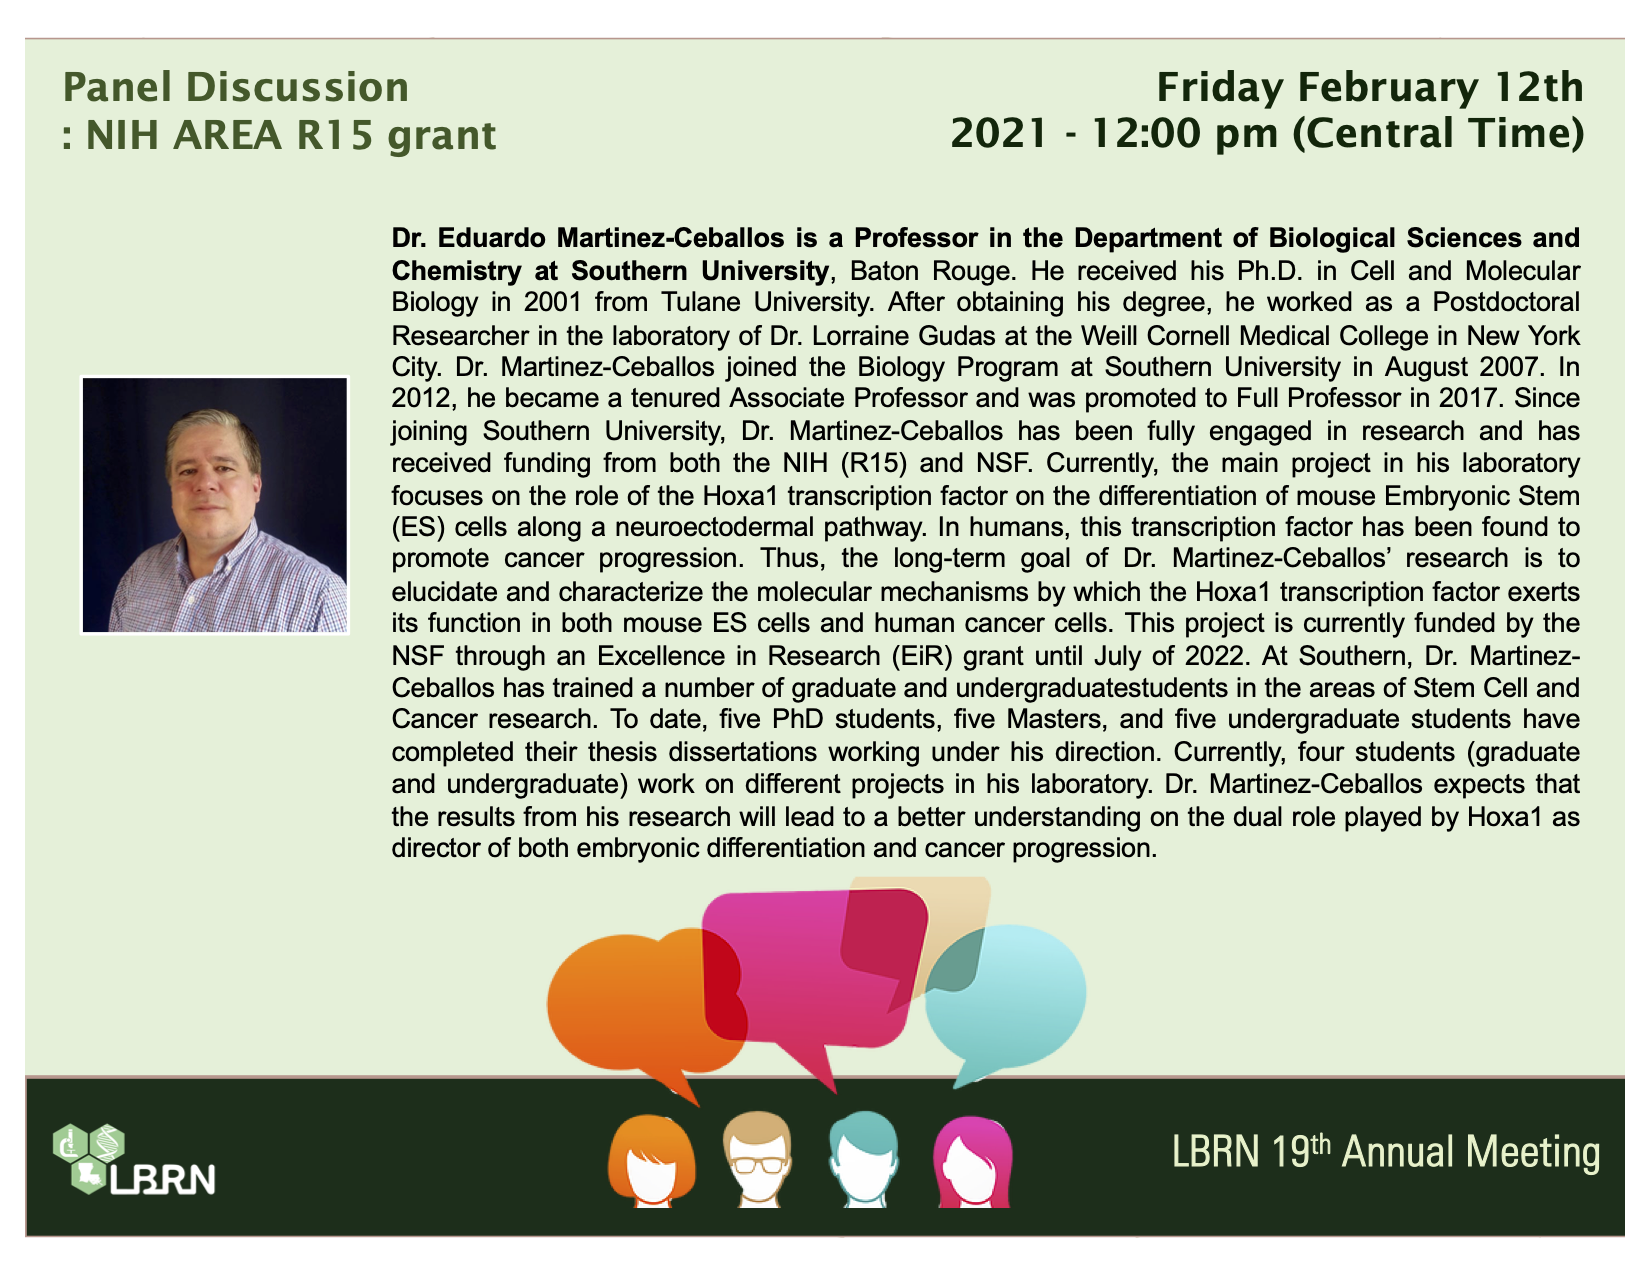 Panel Discussion
: NIH AREA R15 grant
Friday February 12th
2021 - 12:00 pm (Central Time)
Dr. Eduardo Martinez-Ceballos is a Professor in the Department of Biological Sciences and
Chemistry at Southern University, Baton Rouge. He received his Ph.D. in Cell and Molecular
Biology in 2001 from Tulane University. After obtaining his degree, he worked as a Postdoctoral
Researcher in the laboratory of Dr. Lorraine Gudas at the Weill Cornell Medical College in New York
City. Dr. Martinez-Ceballos joined the Biology Program at Southern University in August 2007. In
2012, he became a tenured Associate Professor and was promoted to Full Professor in 2017. Since
joining Southern University, Dr. Martinez-Ceballos has been fully engaged in research and has
received funding from both the NIH (R15) and NSF. Currently, the main project in his laboratory
focuses on the role of the Hoxa1 transcription factor on the differentiation of mouse Embryonic Stem
(ES) cells along a neuroectodermal pathway. In humans, this transcription factor has been found to
promote cancer progression. Thus, the long-term goal of Dr. Martinez-Ceballos’ research is to
elucidate and characterize the molecular mechanisms by which the Hoxa1 transcription factor exerts
its function in both mouse ES cells and human cancer cells. This project is currently funded by the
NSF through an Excellence in Research (EiR) grant until July of 2022. At Southern, Dr. Martinez-
Ceballos has trained a number of graduate and undergraduatestudents in the areas of Stem Cell and
Cancer research. To date, five PhD students, five Masters, and five undergraduate students have
completed their thesis dissertations working under his direction. Currently, four students (graduate
and undergraduate) work on different projects in his laboratory. Dr. Martinez-Ceballos expects that
the results from his research will lead to a better understanding on the dual role played by Hoxa1 as
director of both embryonic differentiation and cancer progression.
LBRN
LBRN 19th Annual Meeting